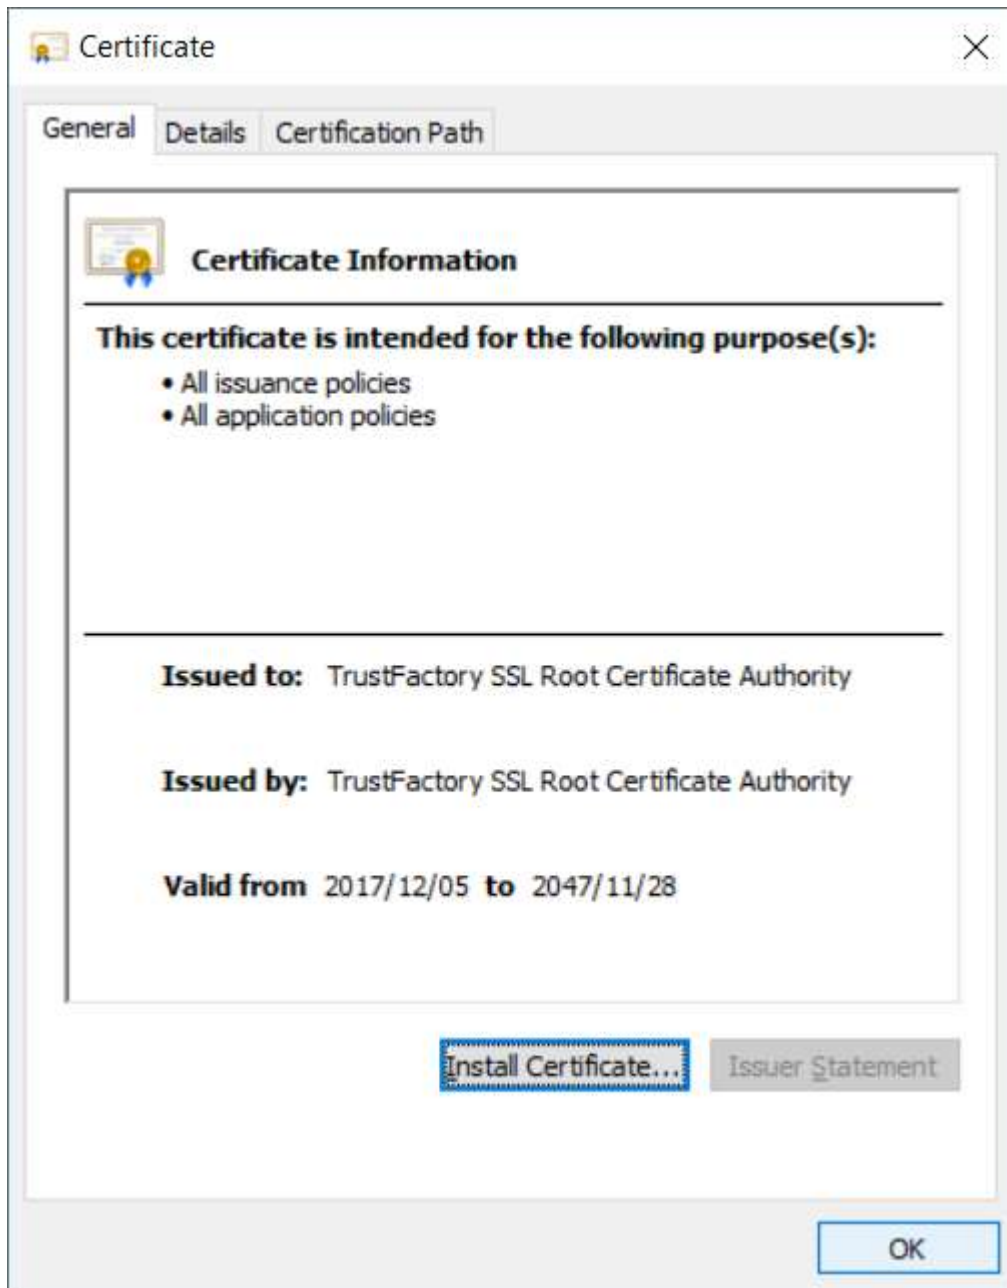 Certificate
General Details Certification Path
Certificate Information
This certificate is intended for the following purpose(s):
• All issuance policies
• All application policies
Issued to: TrustFactory SSL Root Certificate Authority
Issued by: TrustFactory SSL Root Certificate Authority
Valid from 2017/12/05 to 2047/11/28
Install Certificate... Issuer Statement
OK